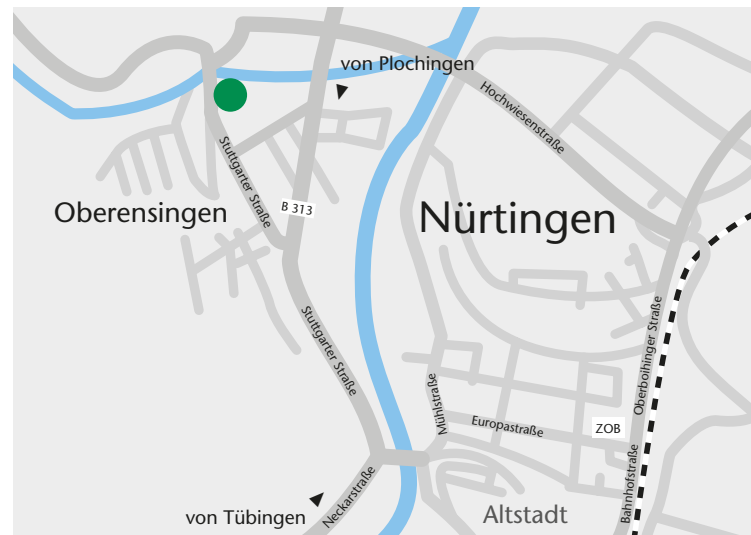 von Plochingen
Hochwiesenstraße
Stuttgarter Straße
Oberensingen
B 313
Nürtingen
Stuttgarter Straße
Oberboihinger Straße
Mühlstraße
Europastraße
ZOB
Bahnhofstraße
Neckarstraße
von Tübingen
Altstadt